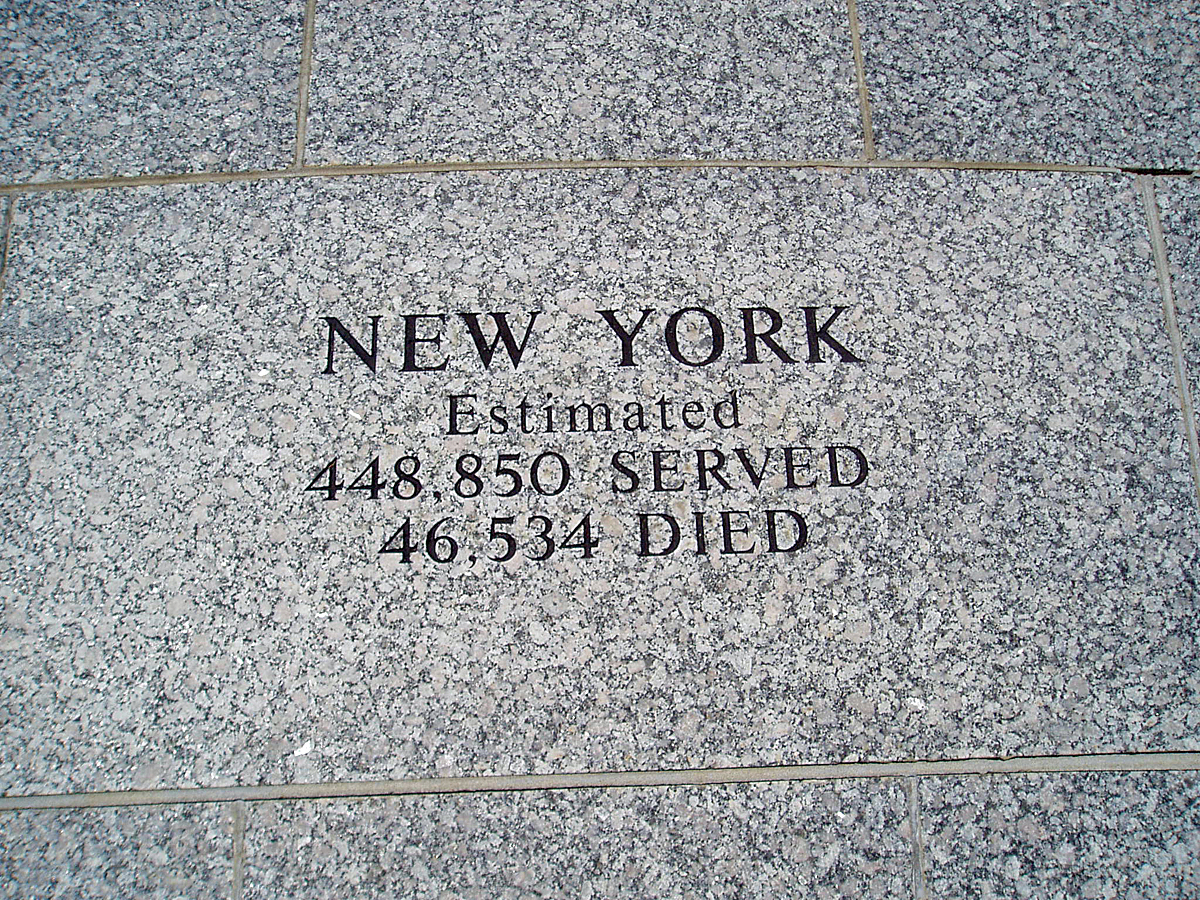 NEW YORK
Estimated
448,850 SERVED
46,534 DIED